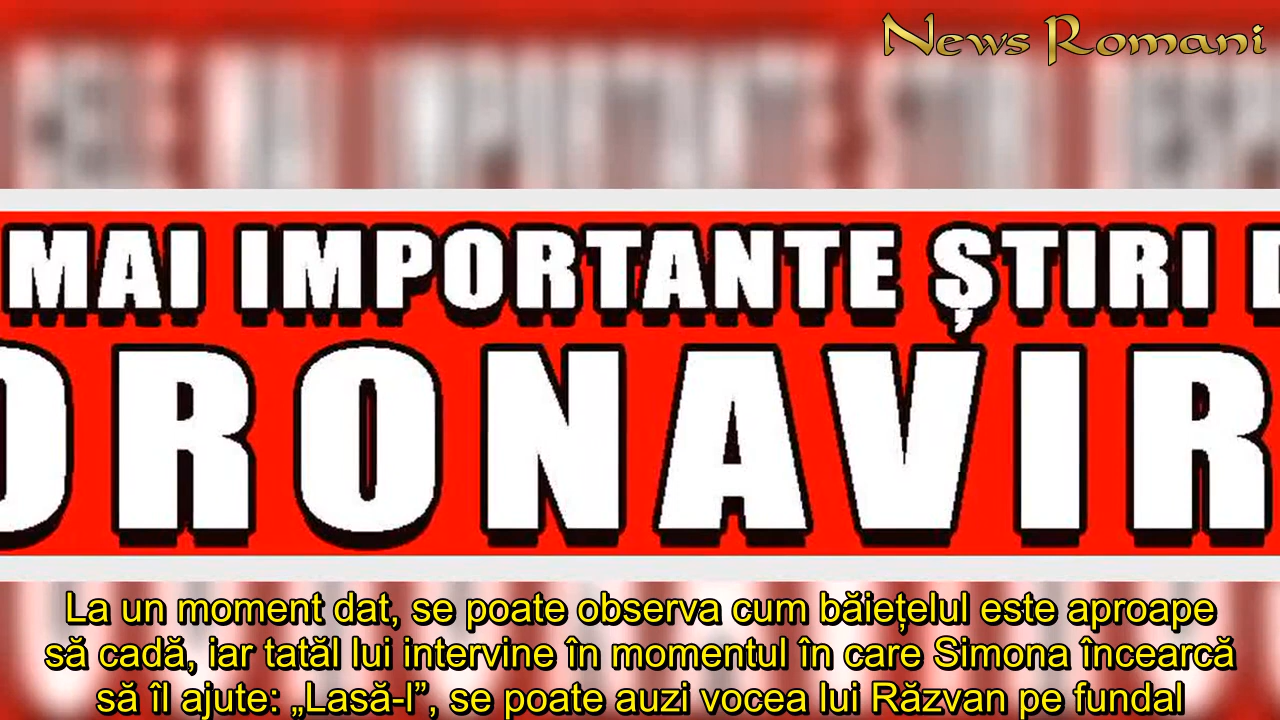 News Romani
MAI IMPORTANTE ȘTIRI D
ORONAVIR
La un moment dat, se poate observa cum băiețelul este aproape
să cadă, iar tatăl lui intervine în momentul în care Simona încearcă
să îl ajute: „Lasă-l”, se poate auzi vocea lui Răzvan pe fundal